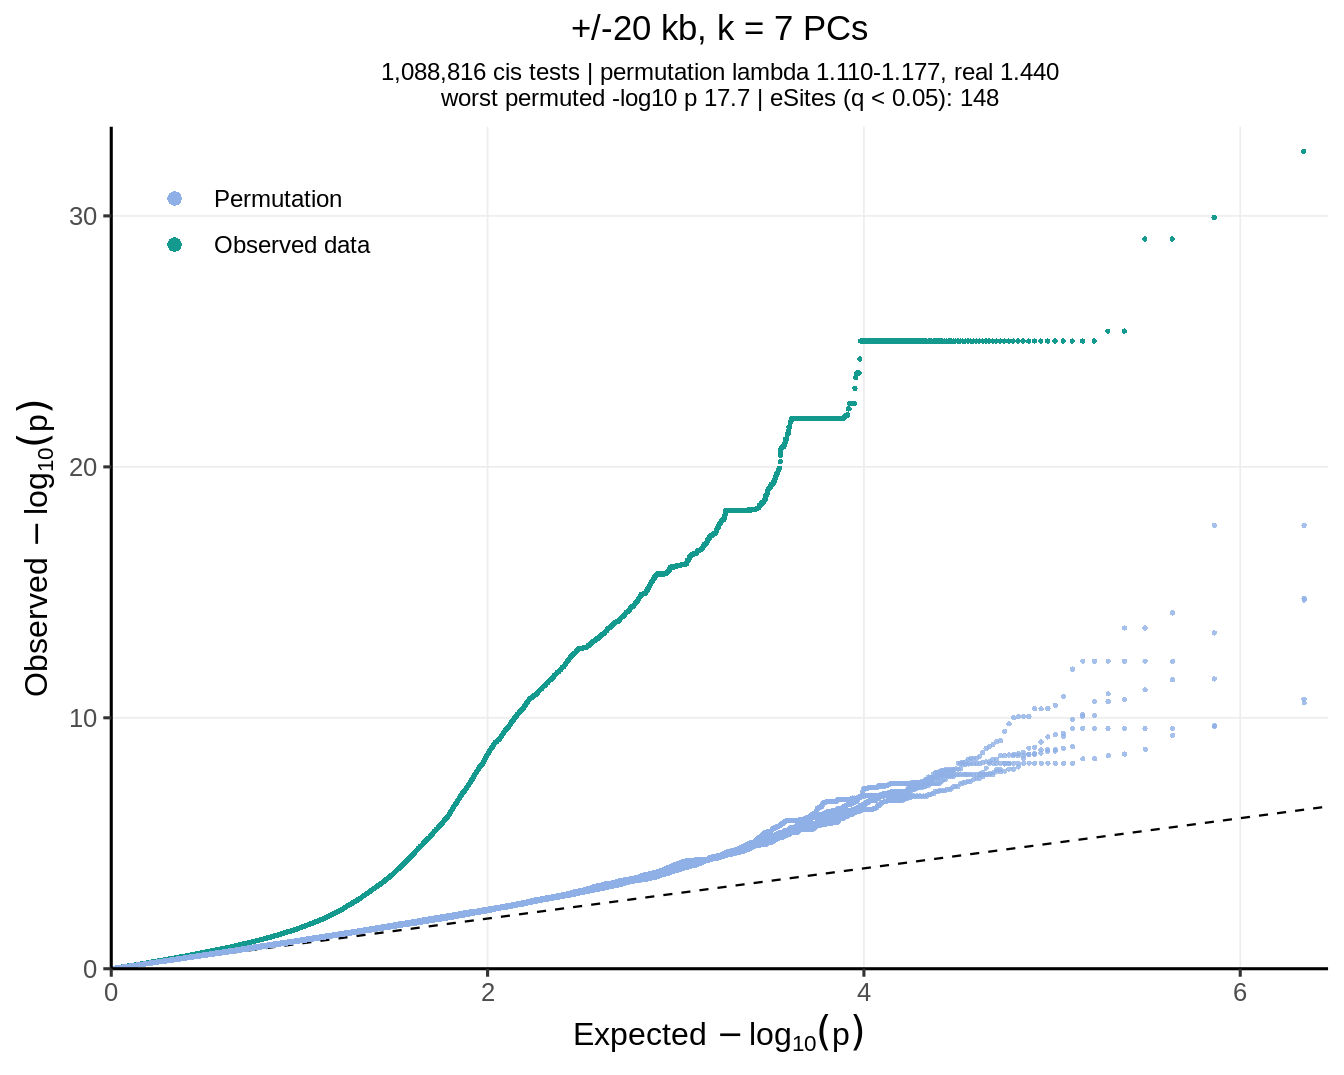 +/-20 kb, k = 7 PCs
1,088,816 cis tests | permutation lambda 1.110-1.177, real 1.440
worst permuted -log10 p 17.7 | eSites (q < 0.05): 148
Permutation
Observed data
Observed −log10(p)
30
20
10
0
0 2 4 6
Expected −log10(p)